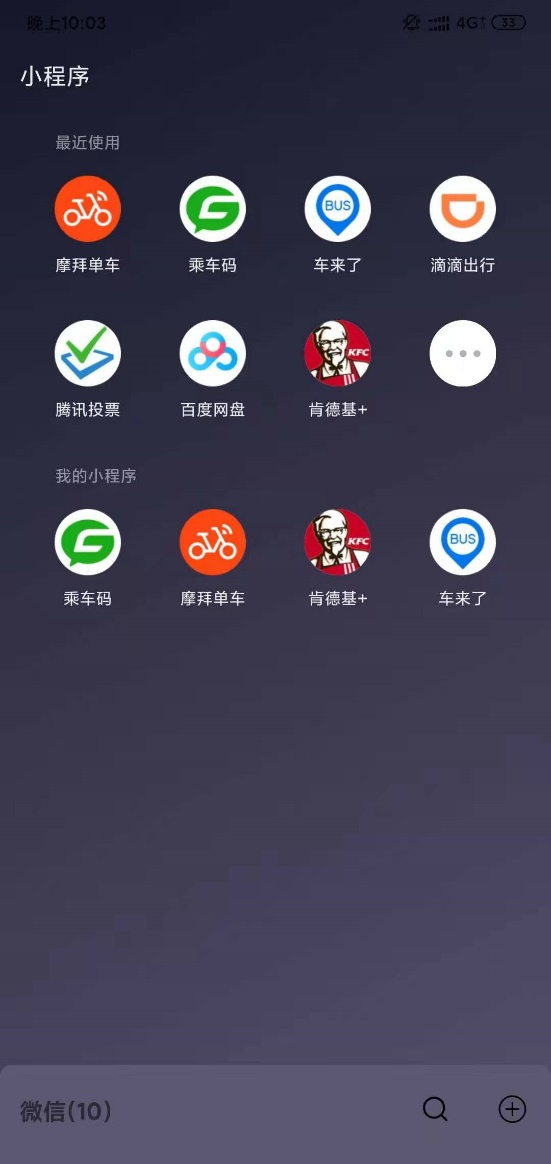 晚上10:03
4G+ 33
小程序
最近使用
BUS
摩拜单车 乘车码 车来了 滴滴出行
KFC
腾讯投票 百度网盘 肯德基+
我的小程序
KFC BUS
乘车码 摩拜单车 肯德基+ 车来了
微信(10)